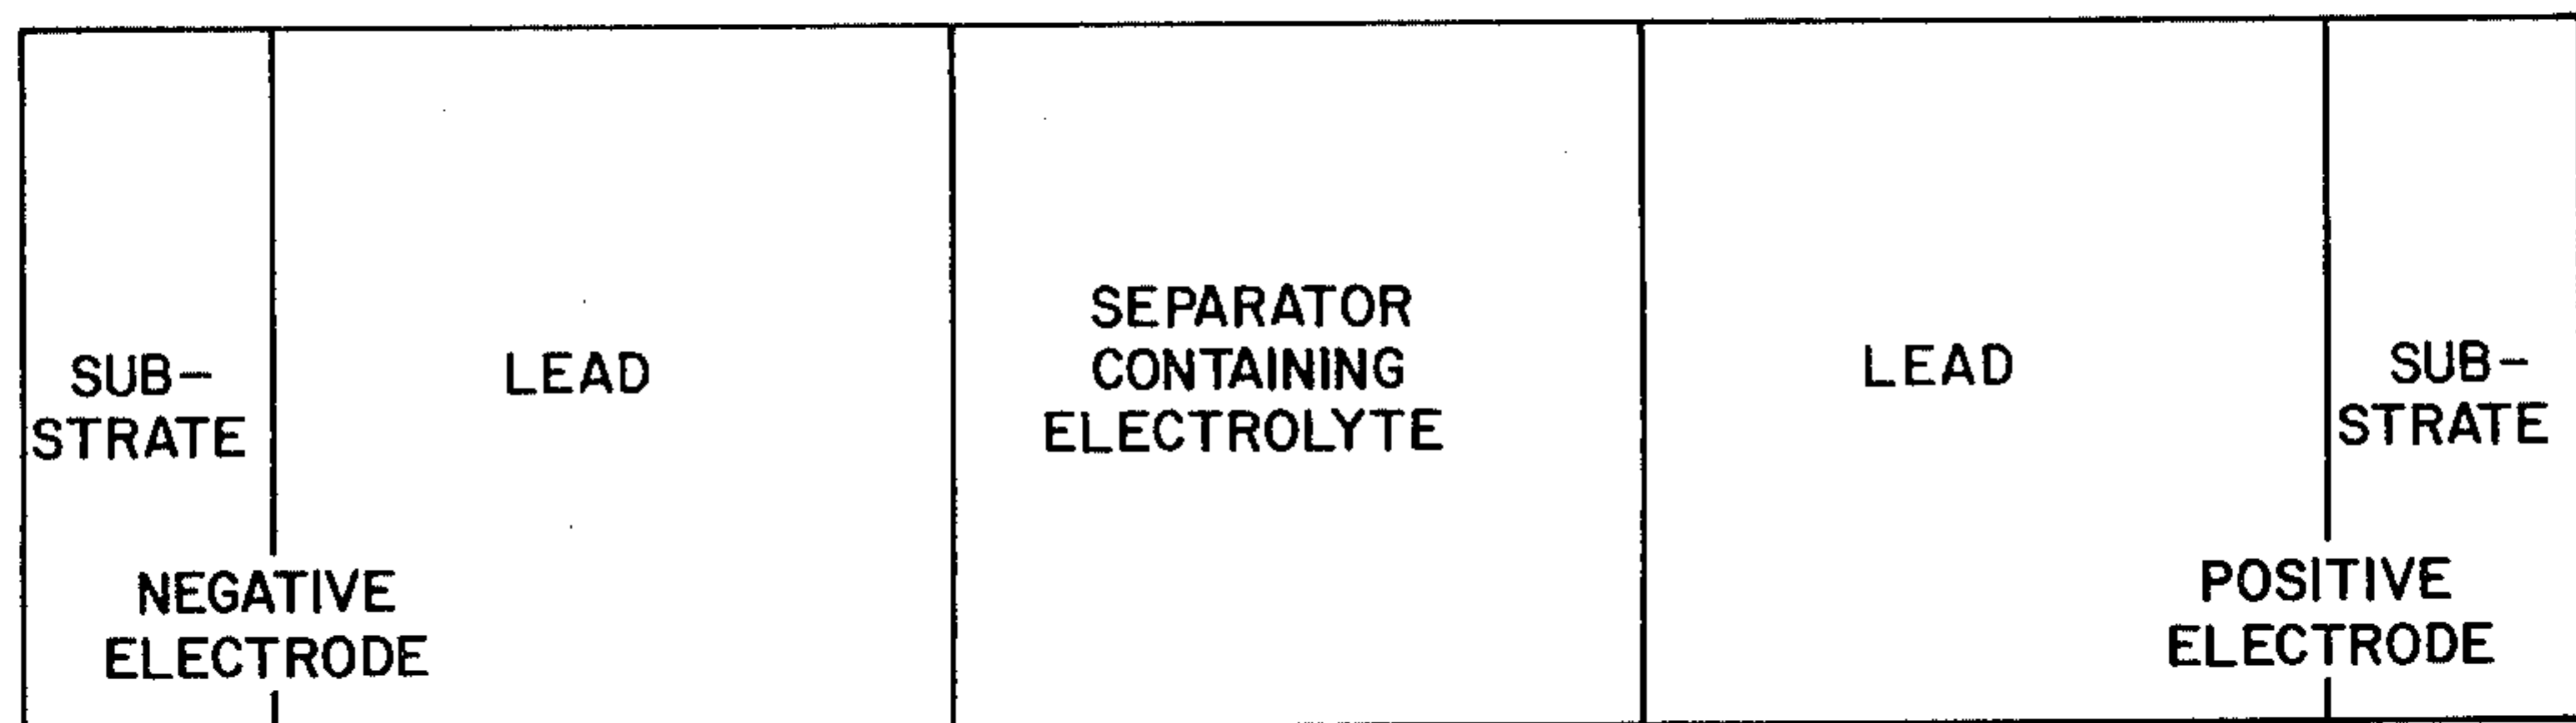 SUB-
STRATE
NEGATIVE
ELECTRODE
LEAD
SEPARATOR
CONTAINING
ELECTROLYTE
LEAD
SUB-
STRATE
POSITIVE
ELECTRODE